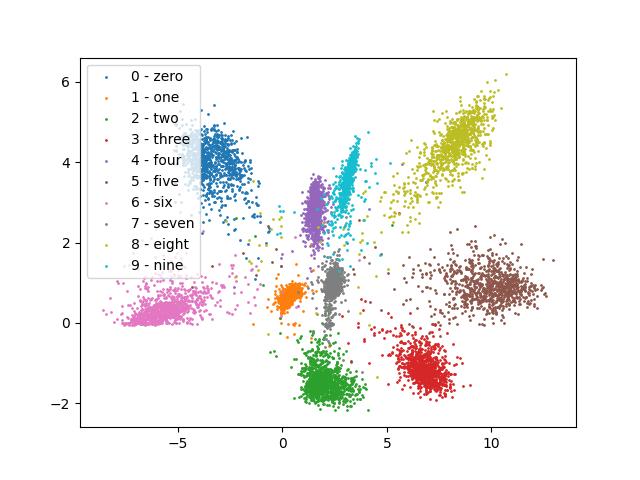 0 - zero
1 - one
2 - two
3 - three
4 - four
5 - five
6 - six
7 - seven
8 - eight
9 - nine
6
4
2
0
−2
−5
0
5
10